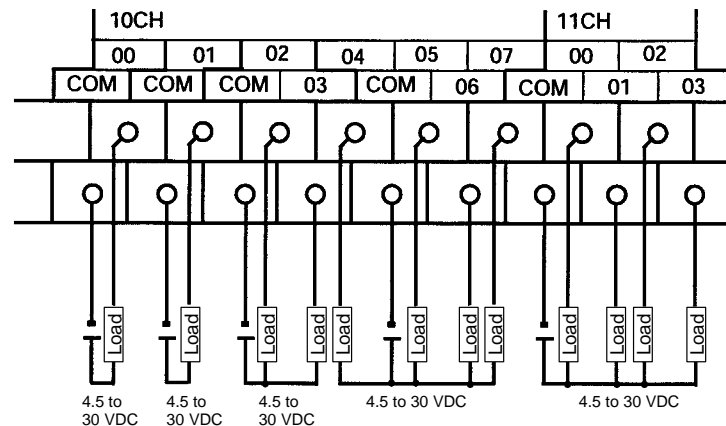 10CH 11CH
00 01 02 04 05 07 00 02
COM COM COM 03 COM 06 COM 01 03
Load Load Load Load Load Load Load Load Load Load Load Load
4.5 to 4.5 to 4.5 to 4.5 to 30 VDC 4.5 to 30 VDC
30 VDC 30 VDC 30 VDC